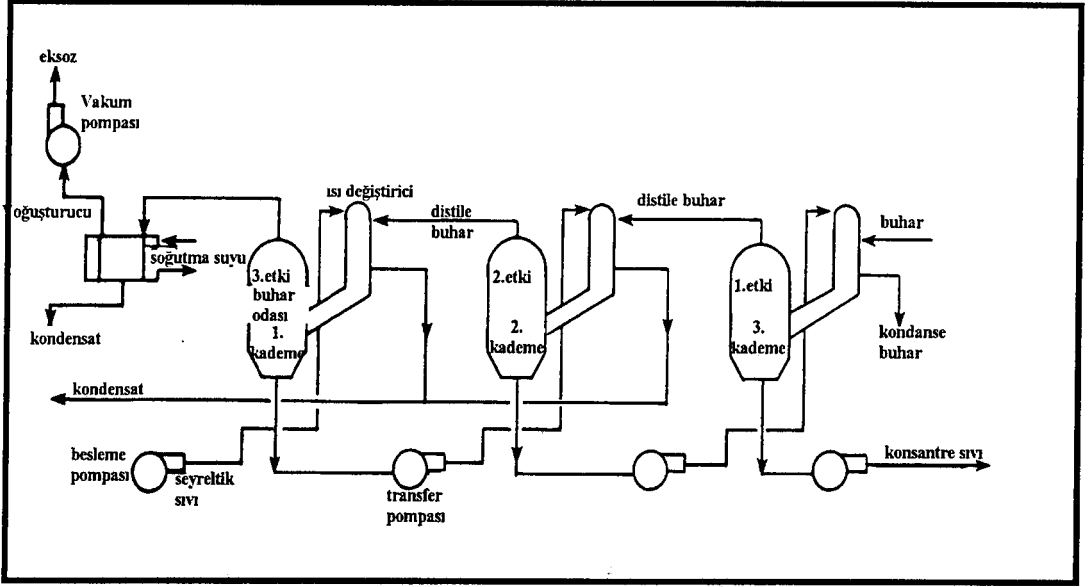 eksoz
Vakum
pompası
oğuşturucu
soğutma suyu
kondensat
ısı değiştirici
distile
buhar
distile buhar
buhar
3.etki
buhar
odası
1.
kademe
2.etki
2.
kademe
1.etki
3.
kademe
kondanse
buhar
kondensat
besleme
pompası
seyreltik
sıvı
transfer
pompası
konsantre sıvı